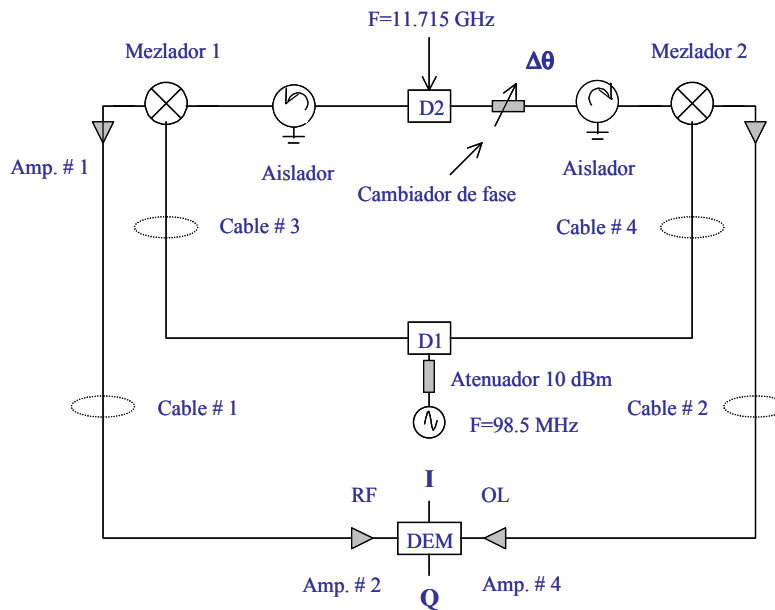 F=11.715 GHz
Mezlador 1
Δθ
Mezlador 2
D2
Amp. # 1
Aislador
Aislador
Cambiador de fase
Cable # 3
Cable # 4
D1
Atenuador 10 dBm
Cable # 1
Cable # 2
F=98.5 MHz
I
RF
OL
DEM
Amp. # 2
Amp. # 4
Q